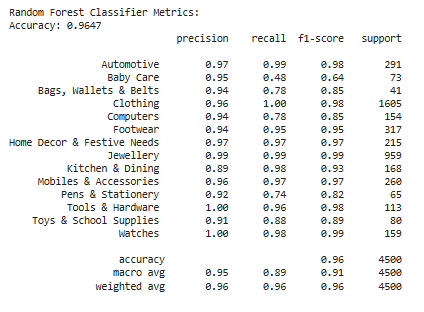 Random Forest Classifier Metrics:
Accuracy: 0.9647
precision recall f1-score support
Automotive 0.97 0.99 0.98 291
Baby Care 0.95 0.48 0.64 73
Bags, Wallets & Belts 0.94 0.78 0.85 41
Clothing 0.96 1.00 0.98 1605
Computers 0.94 0.78 0.85 154
Footwear 0.94 0.95 0.95 317
Home Decor & Festive Needs 0.97 0.97 0.97 215
Jewellery 0.99 0.99 0.99 959
Kitchen & Dining 0.89 0.98 0.93 168
Mobiles & Accessories 0.96 0.97 0.97 260
Pens & Stationery 0.92 0.74 0.82 65
Tools & Hardware 1.00 0.96 0.98 113
Toys & School Supplies 0.91 0.88 0.89 80
Watches 1.00 0.98 0.99 159
accuracy 0.96 4500
macro avg 0.95 0.89 0.91 4500
weighted avg 0.96 0.96 0.96 4500